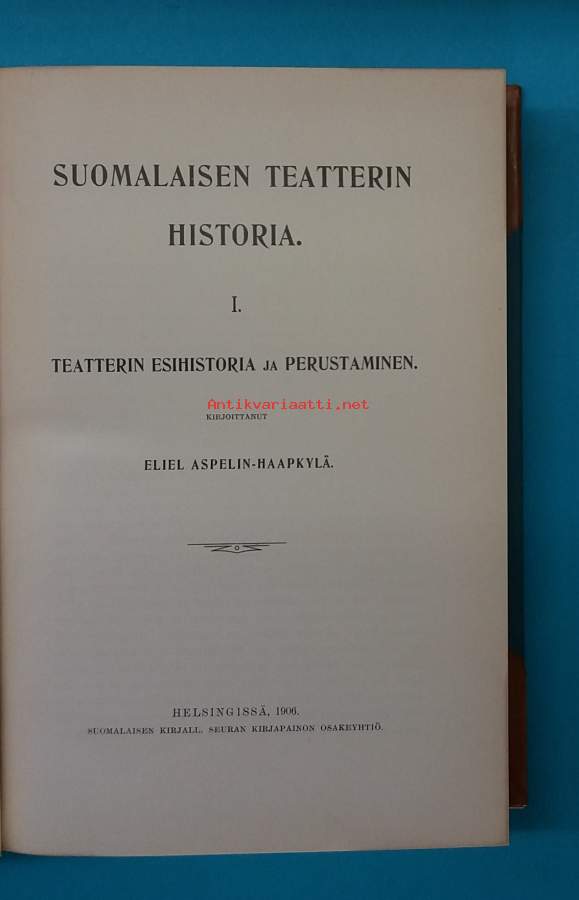 SUOMALAISEN TEATTERIN
HISTORIA.
I.
TEATTERIN ESIHISTORIA JA PERUSTAMINEN.
Antikvariaatti.net
KIRJOITTANUT
ELIEL ASPELIN-HAAPKYLÄ.
HELSINGISSÄ, 1906.
SUOMALAISEN KIRJALL. SEURAN KIRJAPAINON OSAKEYHTIÖ.